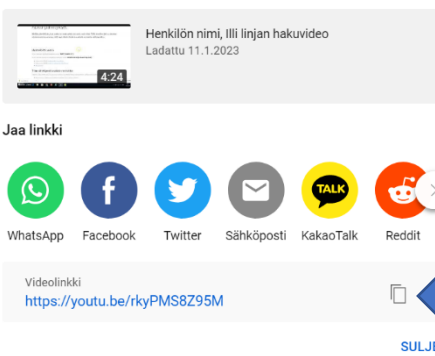 4:24
Henkilön nimi, Illi linjan hakuvideo
Ladattu 11.1.2023
Jaa linkki
TALK
WhatsApp Facebook Twitter Sähköposti KakaoTalk Reddit
Videolinkki
https://youtu.be/rkyPMS8Z95M
SULJE